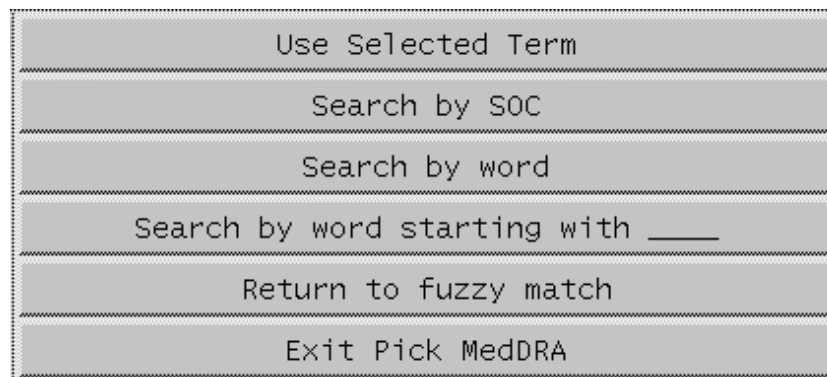 Use Selected Term
Search by SOC
Search by word
Search by word starting with ____
Return to fuzzy match
Exit Pick MedDRA